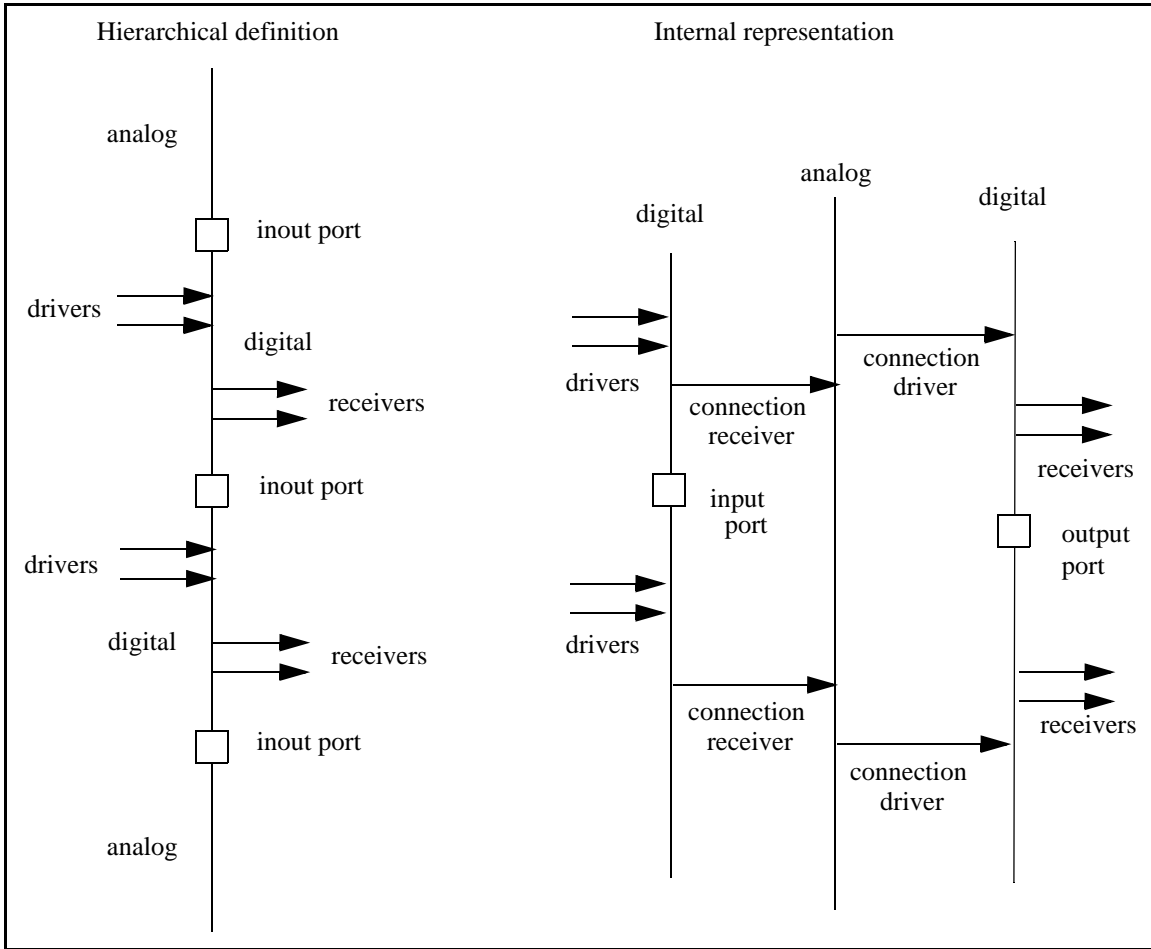 Hierarchical definition
analog
inout port
drivers
digital
receivers
inout port
drivers
digital
receivers
inout port
analog
Internal representation
digital
analog
digital
drivers
connection
receiver
connection
driver
receivers
input
port
output
port
drivers
connection
receiver
connection
driver
receivers